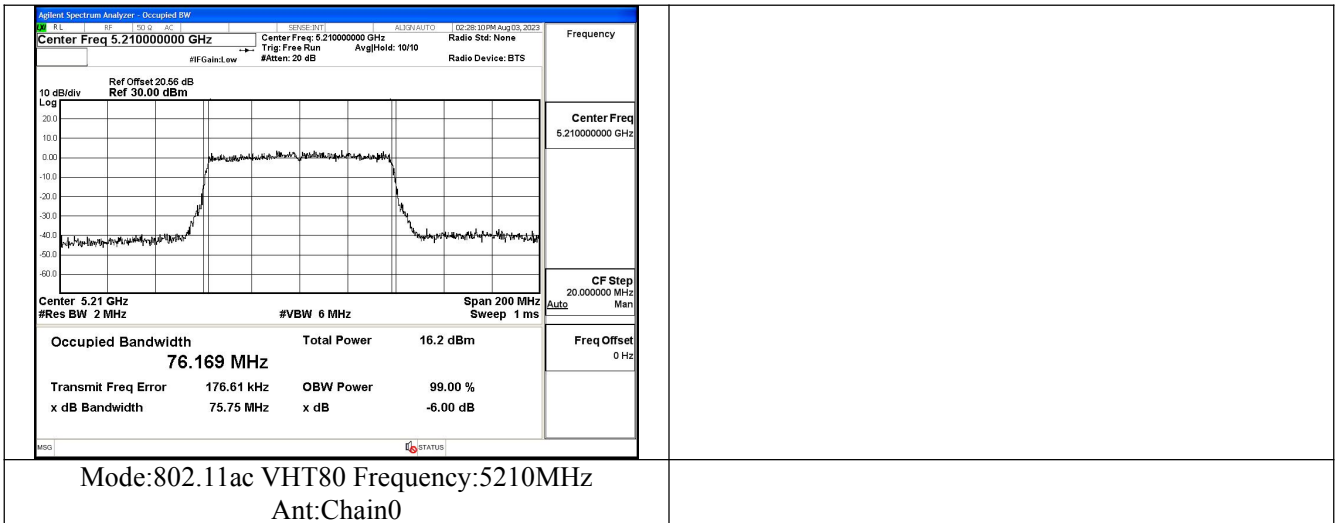 Agilent Spectrum Analyzer - Occupied BW
RL RF 50 Ω AC SENSE:INT ALIGN AUTO 02:28:10 PM Aug 03, 2023
Center Freq 5.210000000 GHz Center Freq: 5.210000000 GHz Radio Std: None
Trig: Free Run Avg|Hold: 10/10
#IFGain:Low #Atten: 20 dB Radio Device: BTS
Frequency
Ref Offset 20.56 dB
10 dB/div Ref 30.00 dBm
Log
20.0
10.0
0.00
-10.0
-20.0
-30.0
-40.0
-50.0
-60.0
Center 5.21 GHz Span 200 MHz
#Res BW 2 MHz #VBW 6 MHz Sweep 1 ms
Center Freq
5.210000000 GHz
CF Step
20.000000 MHz
Auto Man
Freq Offset
0 Hz
Occupied Bandwidth Total Power 16.2 dBm
76.169 MHz
Transmit Freq Error 176.61 kHz OBW Power 99.00 %
x dB Bandwidth 75.75 MHz x dB -6.00 dB
MSG STATUS
Mode:802.11ac VHT80 Frequency:5210MHz
Ant:Chain0